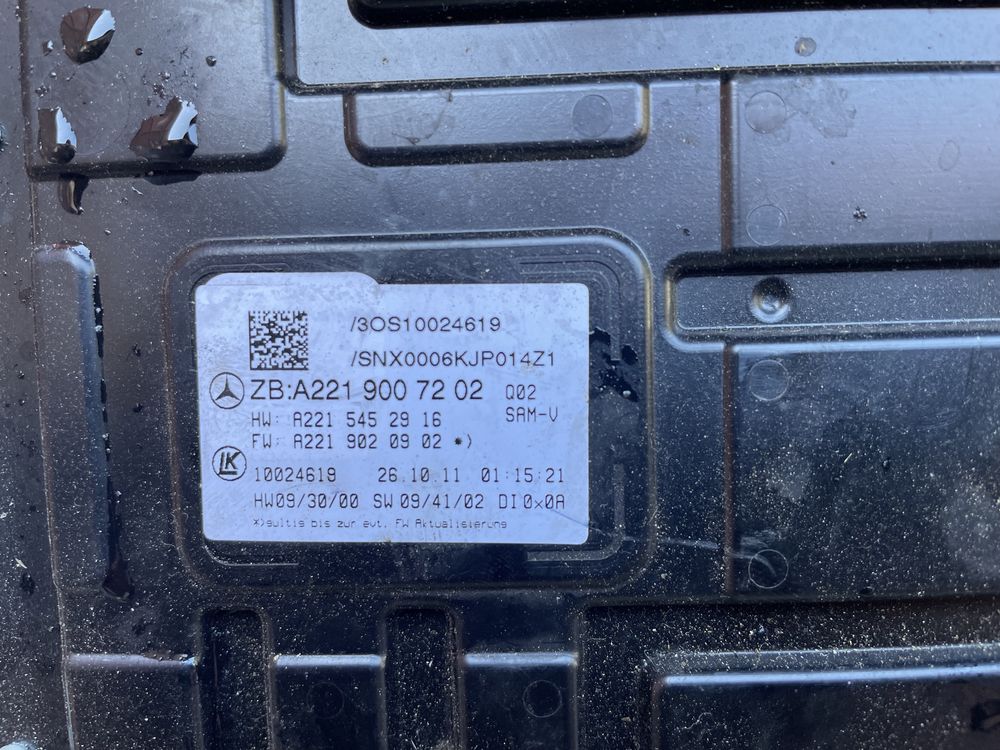 /3OS10024619
/SNX0006KJP014Z1
ZB:A221 900 72 02 Q02
HW: A221 545 29 16 SAM-V
FW: A221 902 09 02 *)
LK
10024619 26.10.11 01:15:21
HW09/30/00 SW09/41/02 DI0x0A
*)gültig bis zur evt. FW Aktualisierung